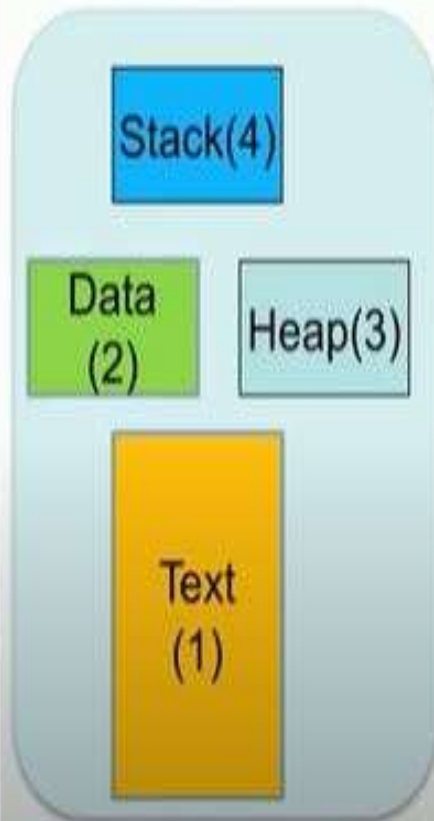 Stack(4)
Data
(2)
Heap(3)
Text
(1)